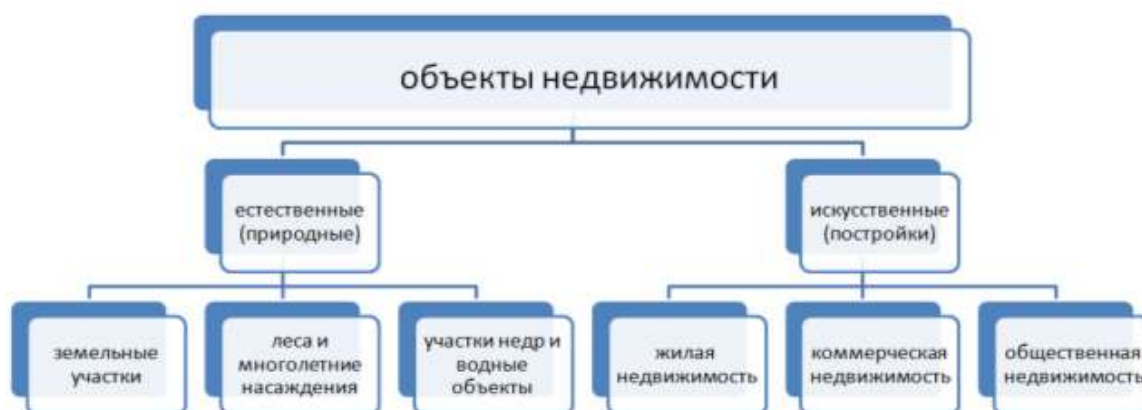 объекты недвижимости
естественные
(природные)
искусственные
(постройки)
земельные
участки
леса и
многолетние
насаждения
участки недр и
водные
объекты
жилая
недвижимость
коммерческая
недвижимость
общественная
недвижимость